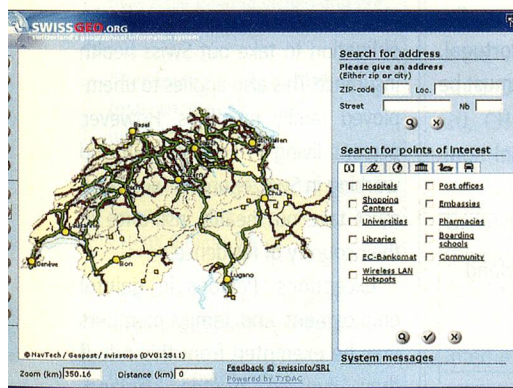 SWISSGEO.ORG
switzerland's geographical information system
Search for address
Please give an address
(Either zip or city)
ZIP-code Loc.
Street Nb
Search for points of interest
Hospitals Post offices
Shopping Centers Embassies
Universities Pharmacies
Libraries Boarding schools
EC-Bankomat Community
Wireless LAN Hotspots
System messages
Basel
Chur
Lausanne
Genève
Sion
Lugano
© NavTech / Geopost / swisstopo (DV012511)
Zoom (km) 350.16 Distance (km) 0
Feedback © swissinfo/SRI
Powered by TYDAC